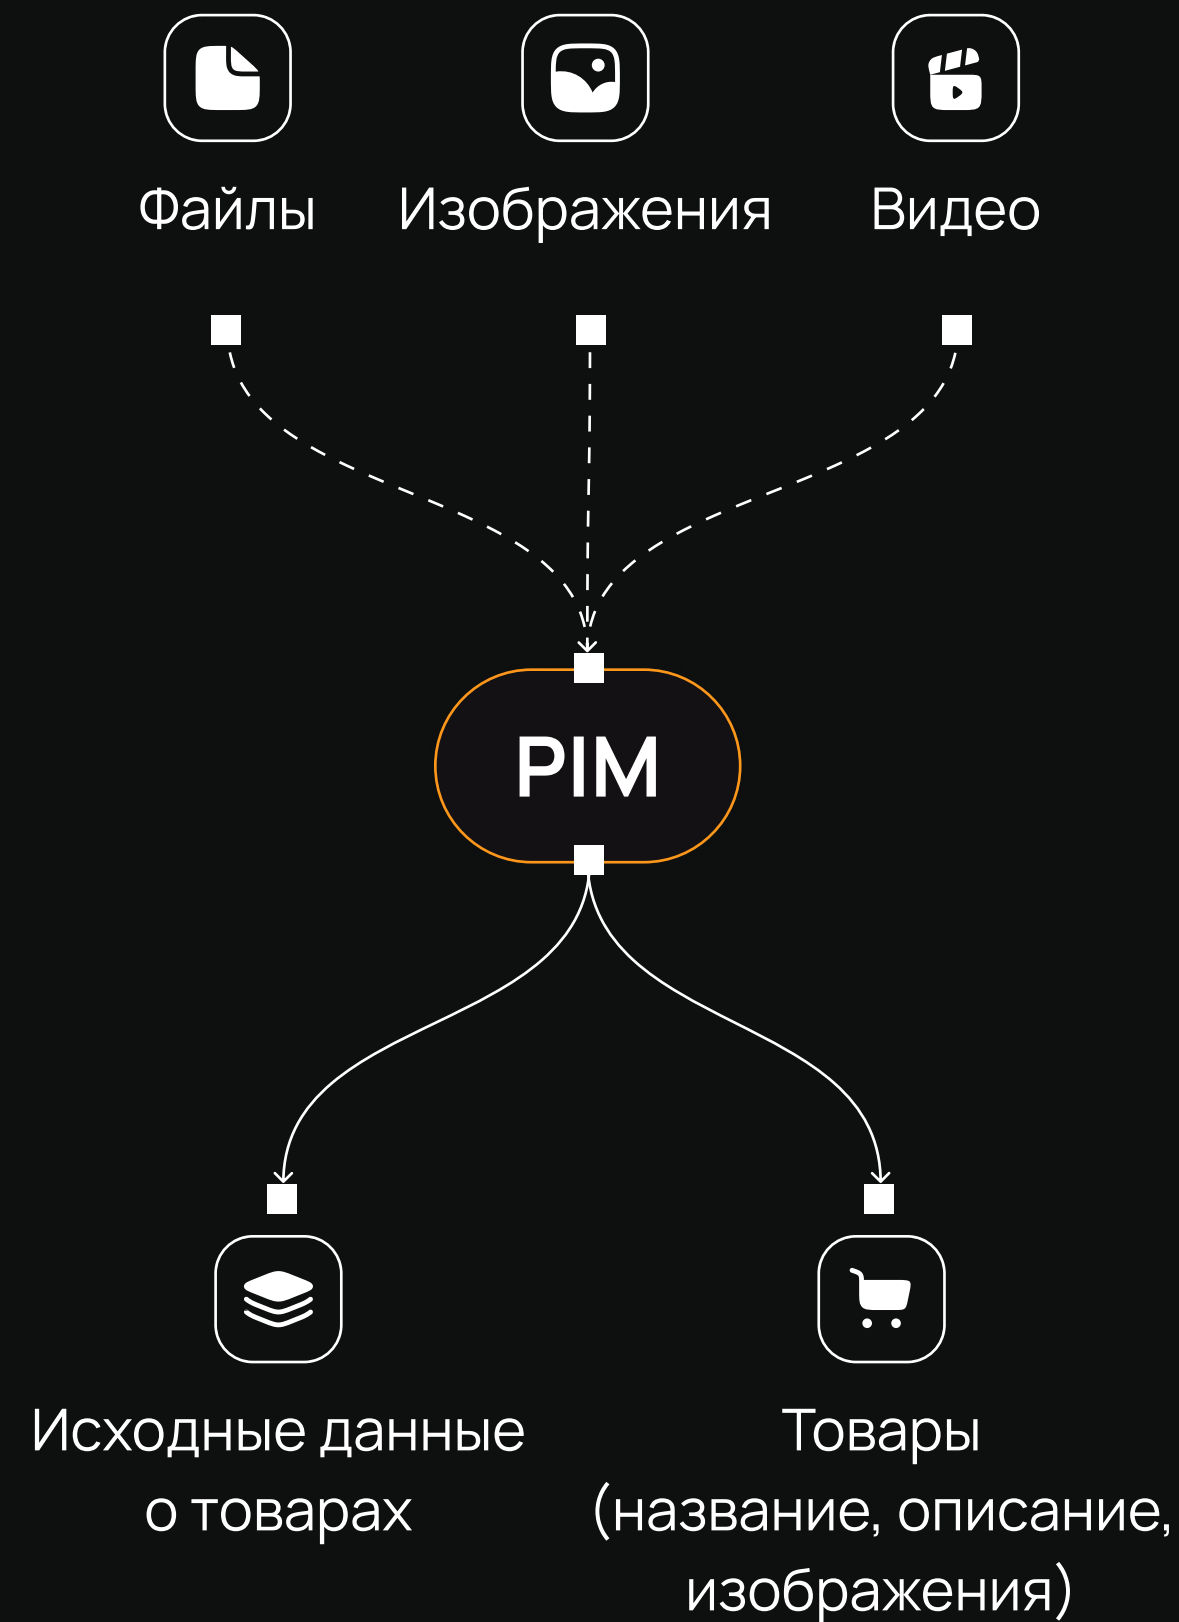 Файлы
Изображения
Видео
PIM
Исходные данные
о товарах
Товары
(название, описание,
изображения)